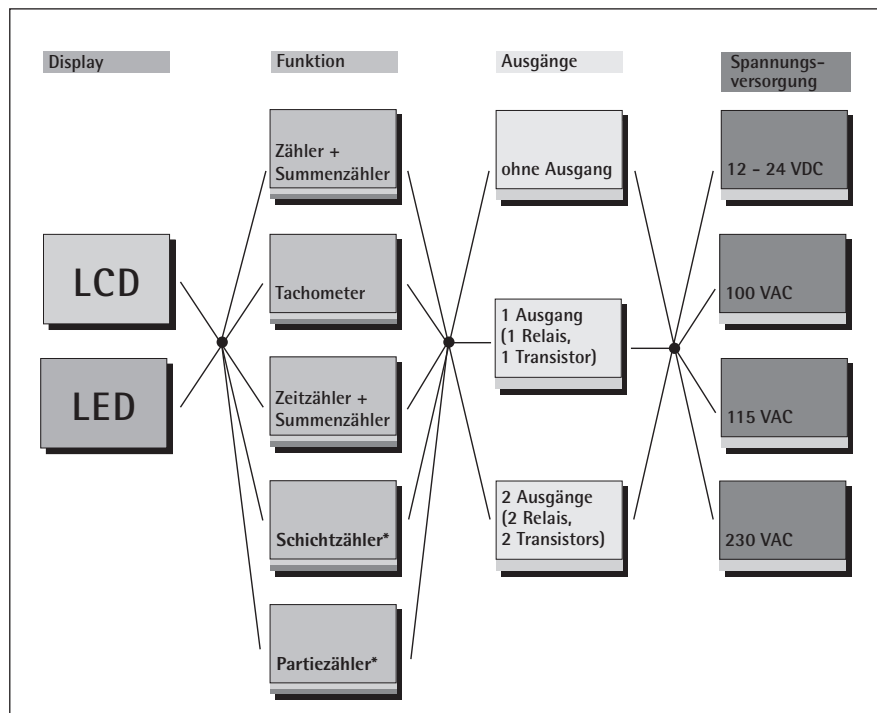 Display
Funktion
Ausgänge
Spannungs-
versorgung
LCD
LED
Zähler +
Summenzähler
Tachometer
Zeitzähler +
Summenzähler
Schichtzähler*
Partiezähler*
ohne Ausgang
1 Ausgang
(1 Relais,
1 Transistor)
2 Ausgänge
(2 Relais,
2 Transistors)
12 - 24 VDC
100 VAC
115 VAC
230 VAC